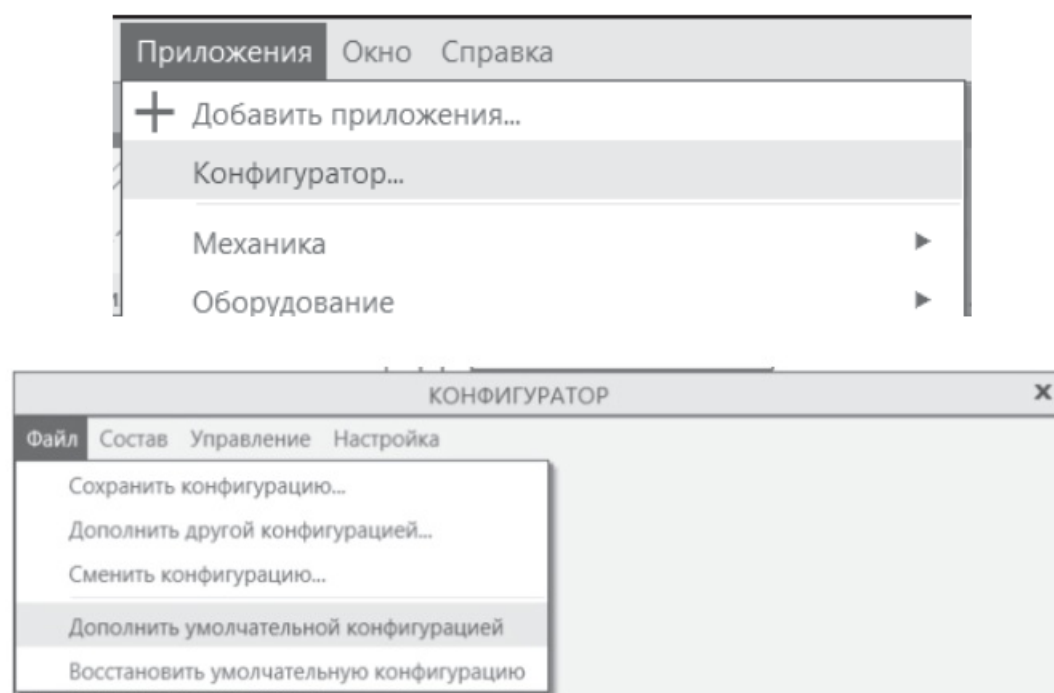 Приложения Окно Справка
Добавить приложения...
Конфигуратор...
Механика
Оборудование
КОНФИГУРАТОР
Файл Состав Управление Настройка
Сохранить конфигурацию...
Дополнить другой конфигурацией...
Сменить конфигурацию...
Дополнить умолчательной конфигурацией
Восстановить умолчательную конфигурацию